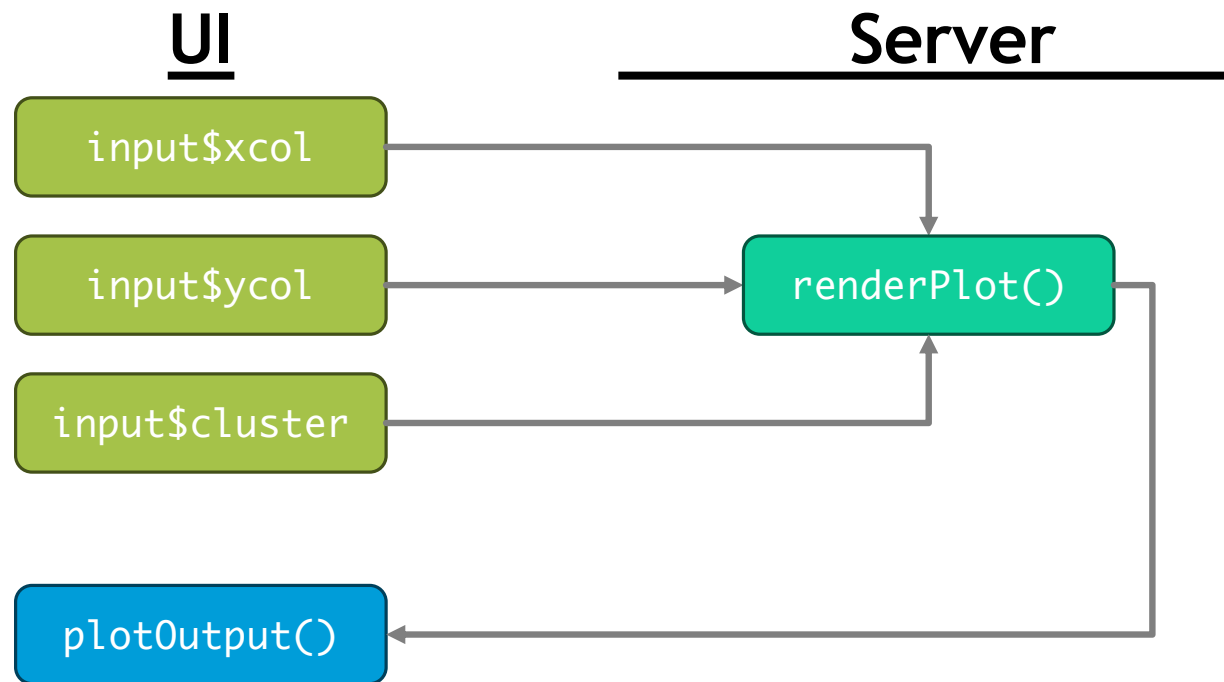 UI
Server
input$xcol
input$ycol
renderPlot()
input$cluster
plotOutput()